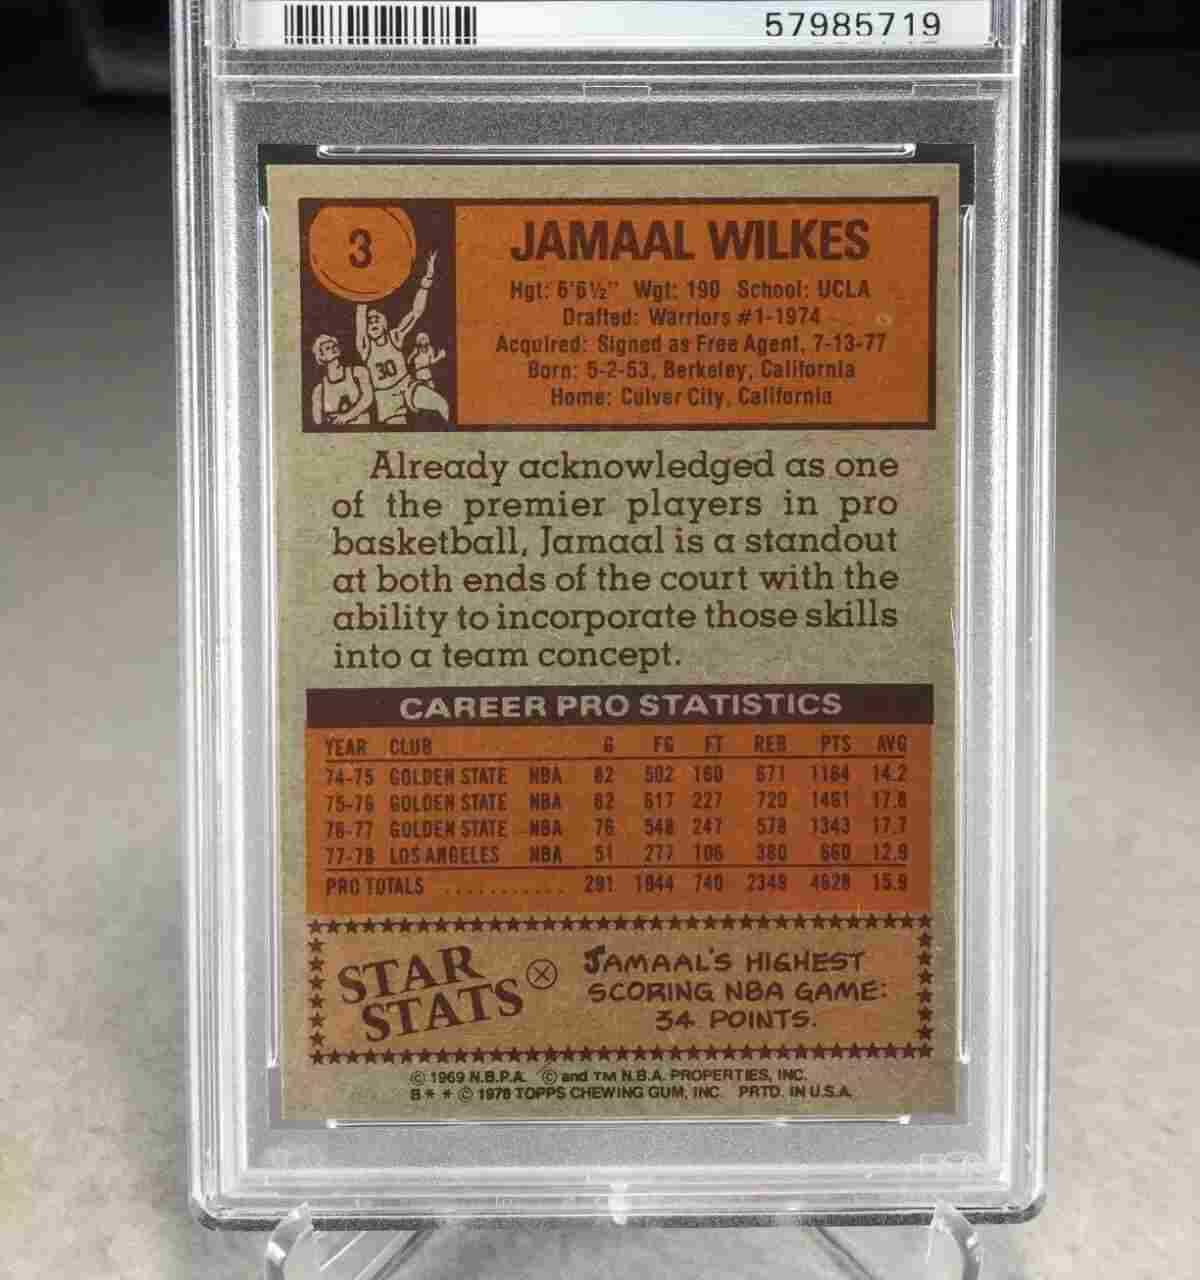 57985719
3
JAMAAL WILKES
Hgt: 6'6½" Wgt: 190 School: UCLA
Drafted: Warriors #1-1974
Acquired: Signed as Free Agent, 7-13-77
Born: 5-2-53, Berkeley, California
Home: Culver City, California
30
Already acknowledged as one
of the premier players in pro
basketball, Jamaal is a standout
at both ends of the court with the
ability to incorporate those skills
into a team concept.
CAREER PRO STATISTICS
YEAR CLUB G FG FT REB PTS AVG
74-75 GOLDEN STATE NBA 82 502 160 671 1164 14.2
75-76 GOLDEN STATE NBA 82 617 227 720 1461 17.8
76-77 GOLDEN STATE NBA 76 548 247 578 1343 17.7
77-78 LOS ANGELES NBA 51 277 106 380 660 12.9
PRO TOTALS ............ 291 1944 740 2349 4628 15.9
STAR
STATS
JAMAAL'S HIGHEST
SCORING NBA GAME:
34 POINTS.
© 1969 N.B.P.A. © and TM N.B.A. PROPERTIES, INC.
B * * © 1978 TOPPS CHEWING GUM, INC. PRTD. IN U.S.A.